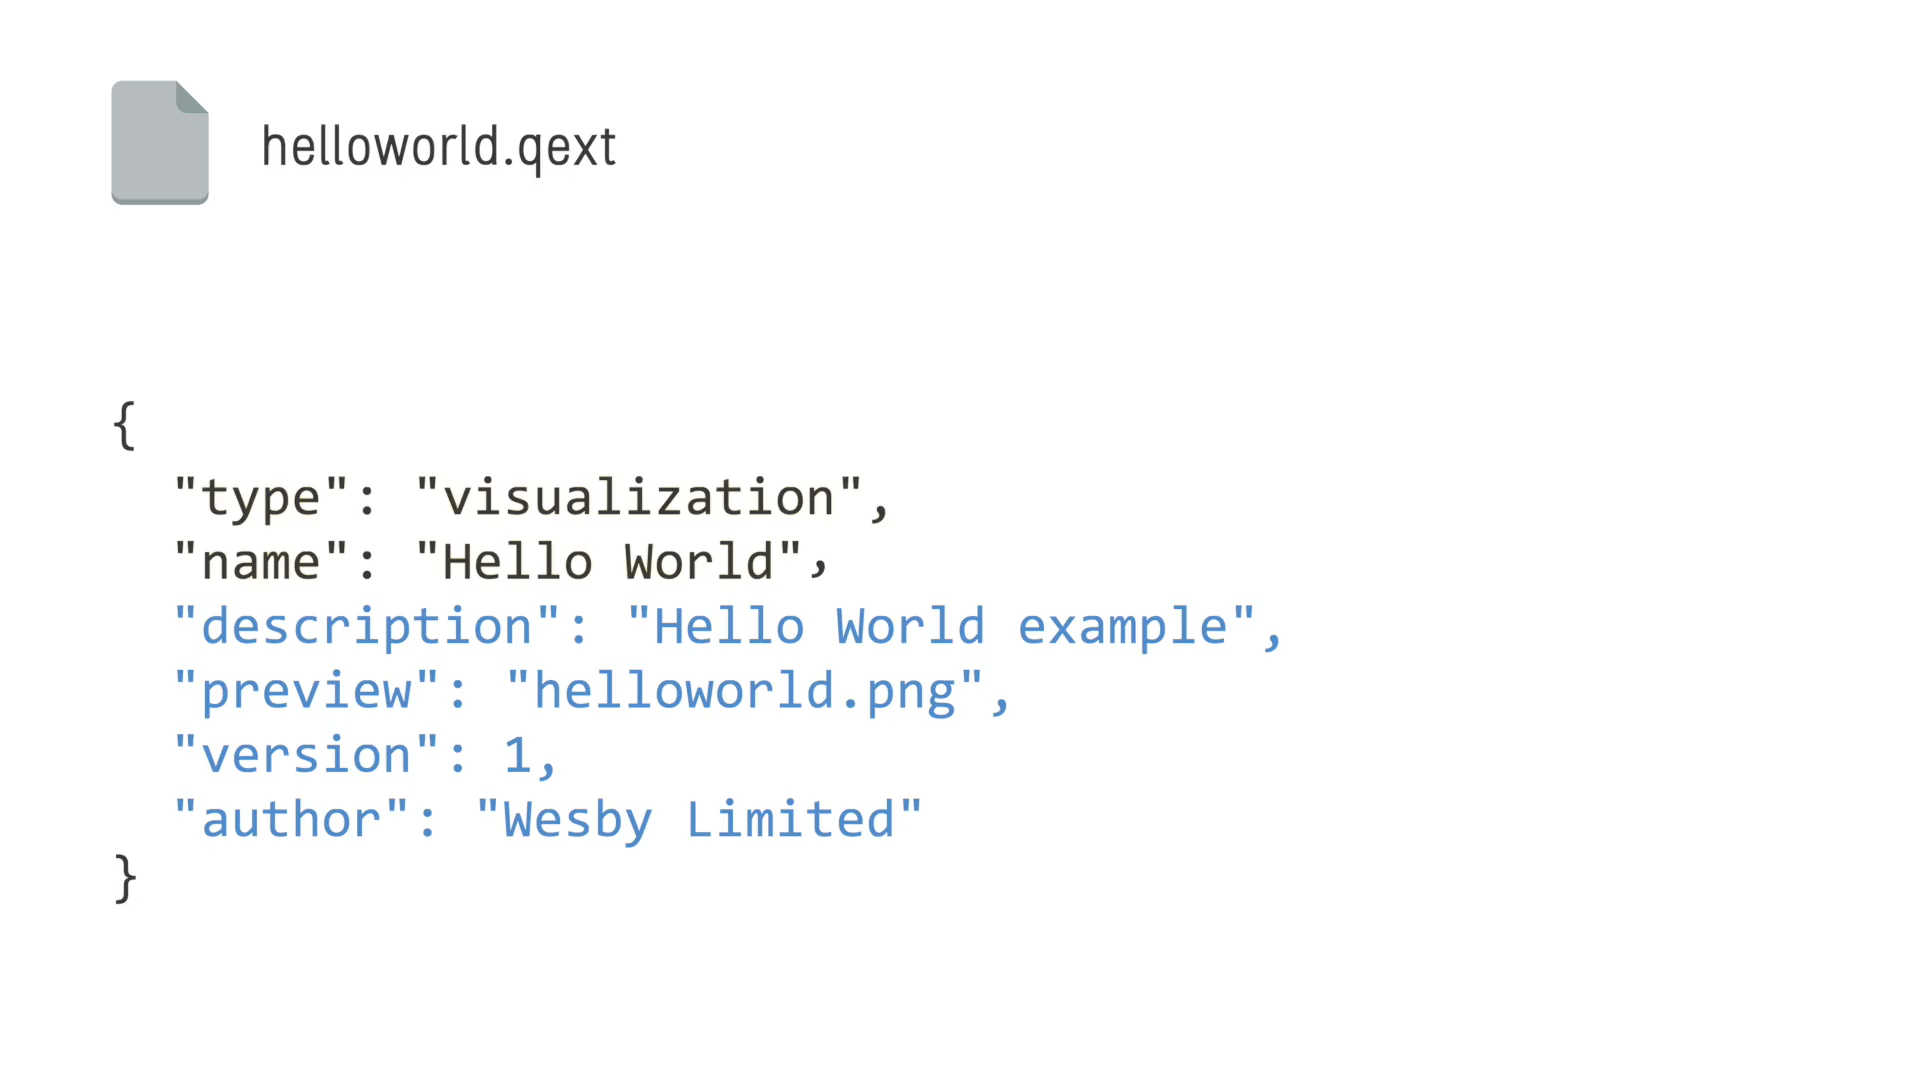 helloworld.qext
{
"type": "visualization",
"name": "Hello World",
"description": "Hello World example",
"preview": "helloworld.png",
"version": 1,
"author": "Wesby Limited"
}